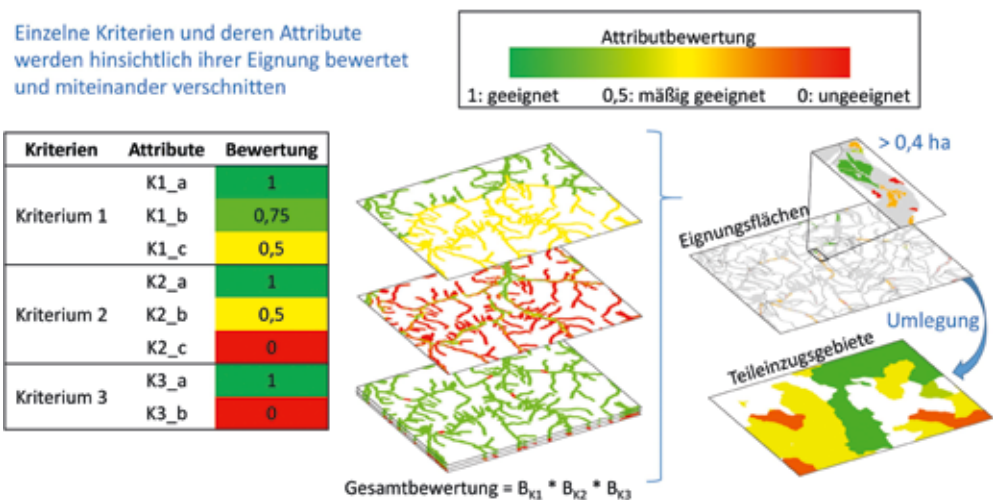 Einzelne Kriterien und deren Attribute
werden hinsichtlich ihrer Eignung bewertet
und miteinander verschnitten
Attributbewertung
1: geeignet 0,5: mäßig geeignet 0: ungeeignet
Kriterien Attribute Bewertung
K1_a 1
Kriterium 1 K1_b 0,75
K1_c 0,5
K2_a 1
Kriterium 2 K2_b 0,5
K2_c 0
Kriterium 3
K3_a 1
K3_b 0
Gesamtbewertung = B_K1 * B_K2 * B_K3
> 0,4 ha
Eignungsflächen
Umlegung
Teileinzugsgebiete